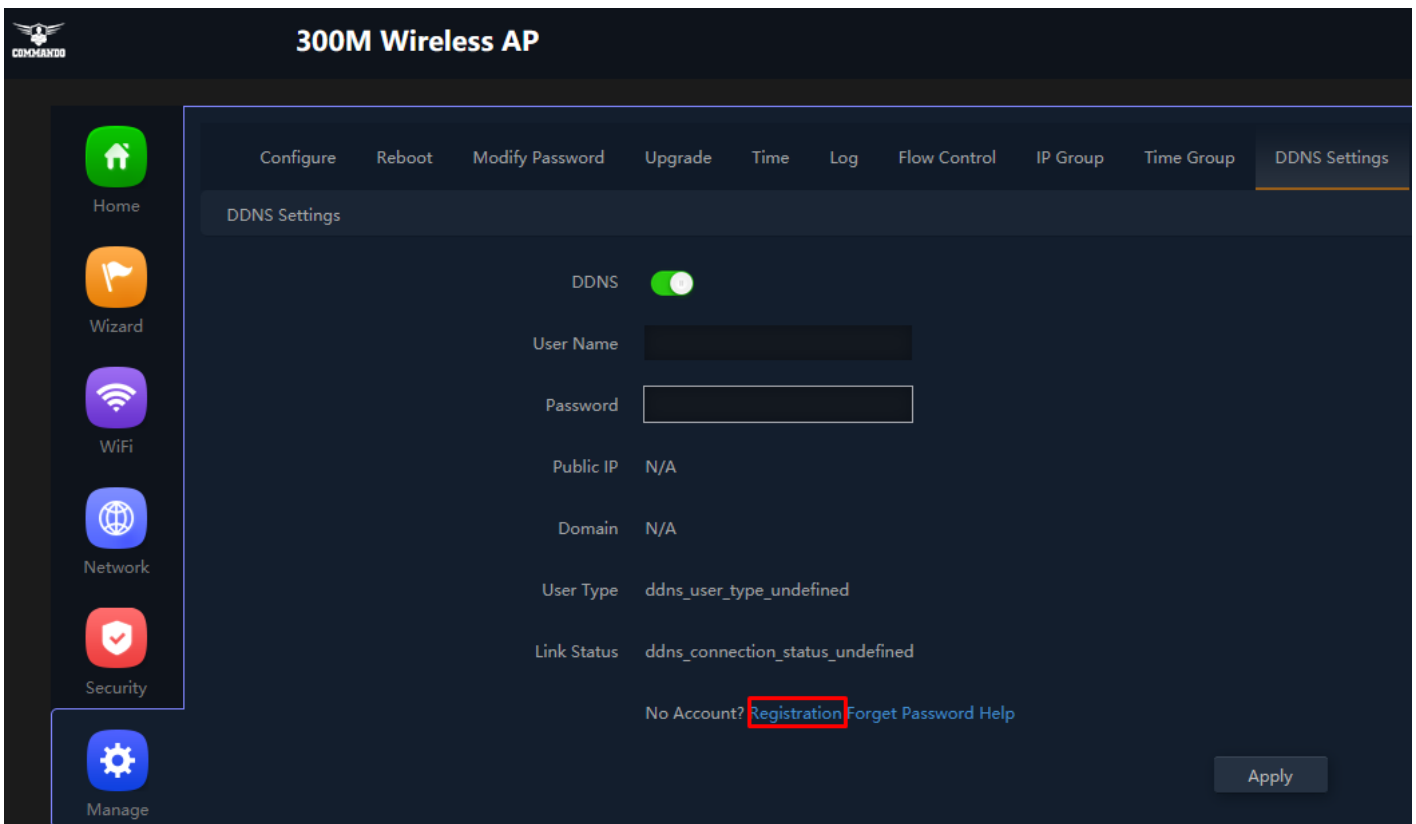 COMMANDO
300M Wireless AP
Configure Reboot Modify Password Upgrade Time Log Flow Control IP Group Time Group DDNS Settings
Home
DDNS Settings
DDNS
Wizard
User Name
Password
WiFi
Public IP N/A
Domain N/A
Network
User Type ddns_user_type_undefined
Link Status ddns_connection_status_undefined
Security
No Account? Registration Forget Password Help
Apply
Manage